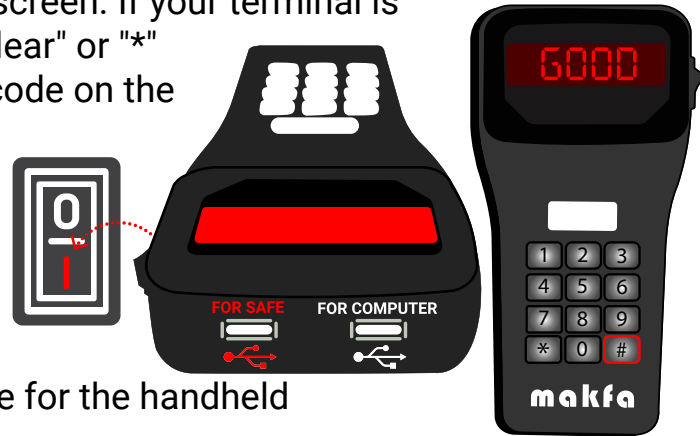 screen. If your terminal is
lear" or "*"
code on the
GOOD
0
I
FOR SAFE FOR COMPUTER
1 2 3
4 5 6
7 8 9
* 0 #
makfa
e for the handheld